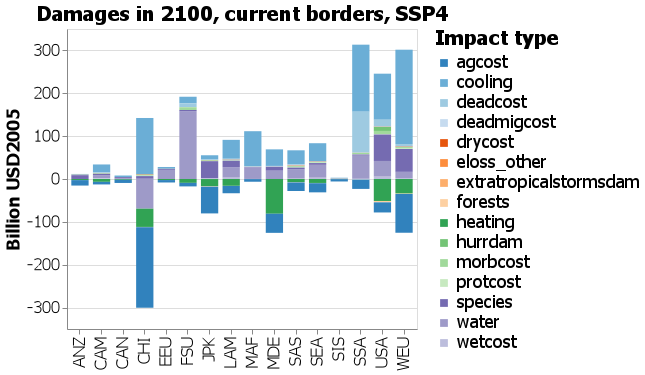 Damages in 2100, current borders, SSP4
Billion USD2005
300
200
100
0
-100
-200
-300
ANZ
CAM
CAN
CHI
EEU
FSU
JPK
LAM
MAF
MDE
SAS
SEA
SIS
SSA
USA
WEU
Impact type
agcost
cooling
deadcost
deadmigcost
drycost
eloss_other
extratropicalstormsdam
forests
heating
hurrdam
morbcost
protcost
species
water
wetcost